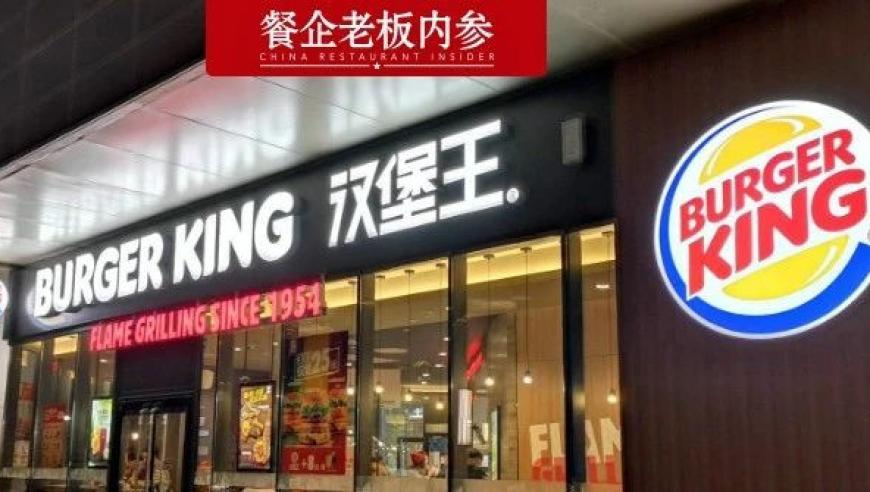 餐企老板内参
CHINA RESTAURANT INSIDER
BURGER KING 汉堡王
FLAME GRILLING SINCE 1954
BURGER
KING
25